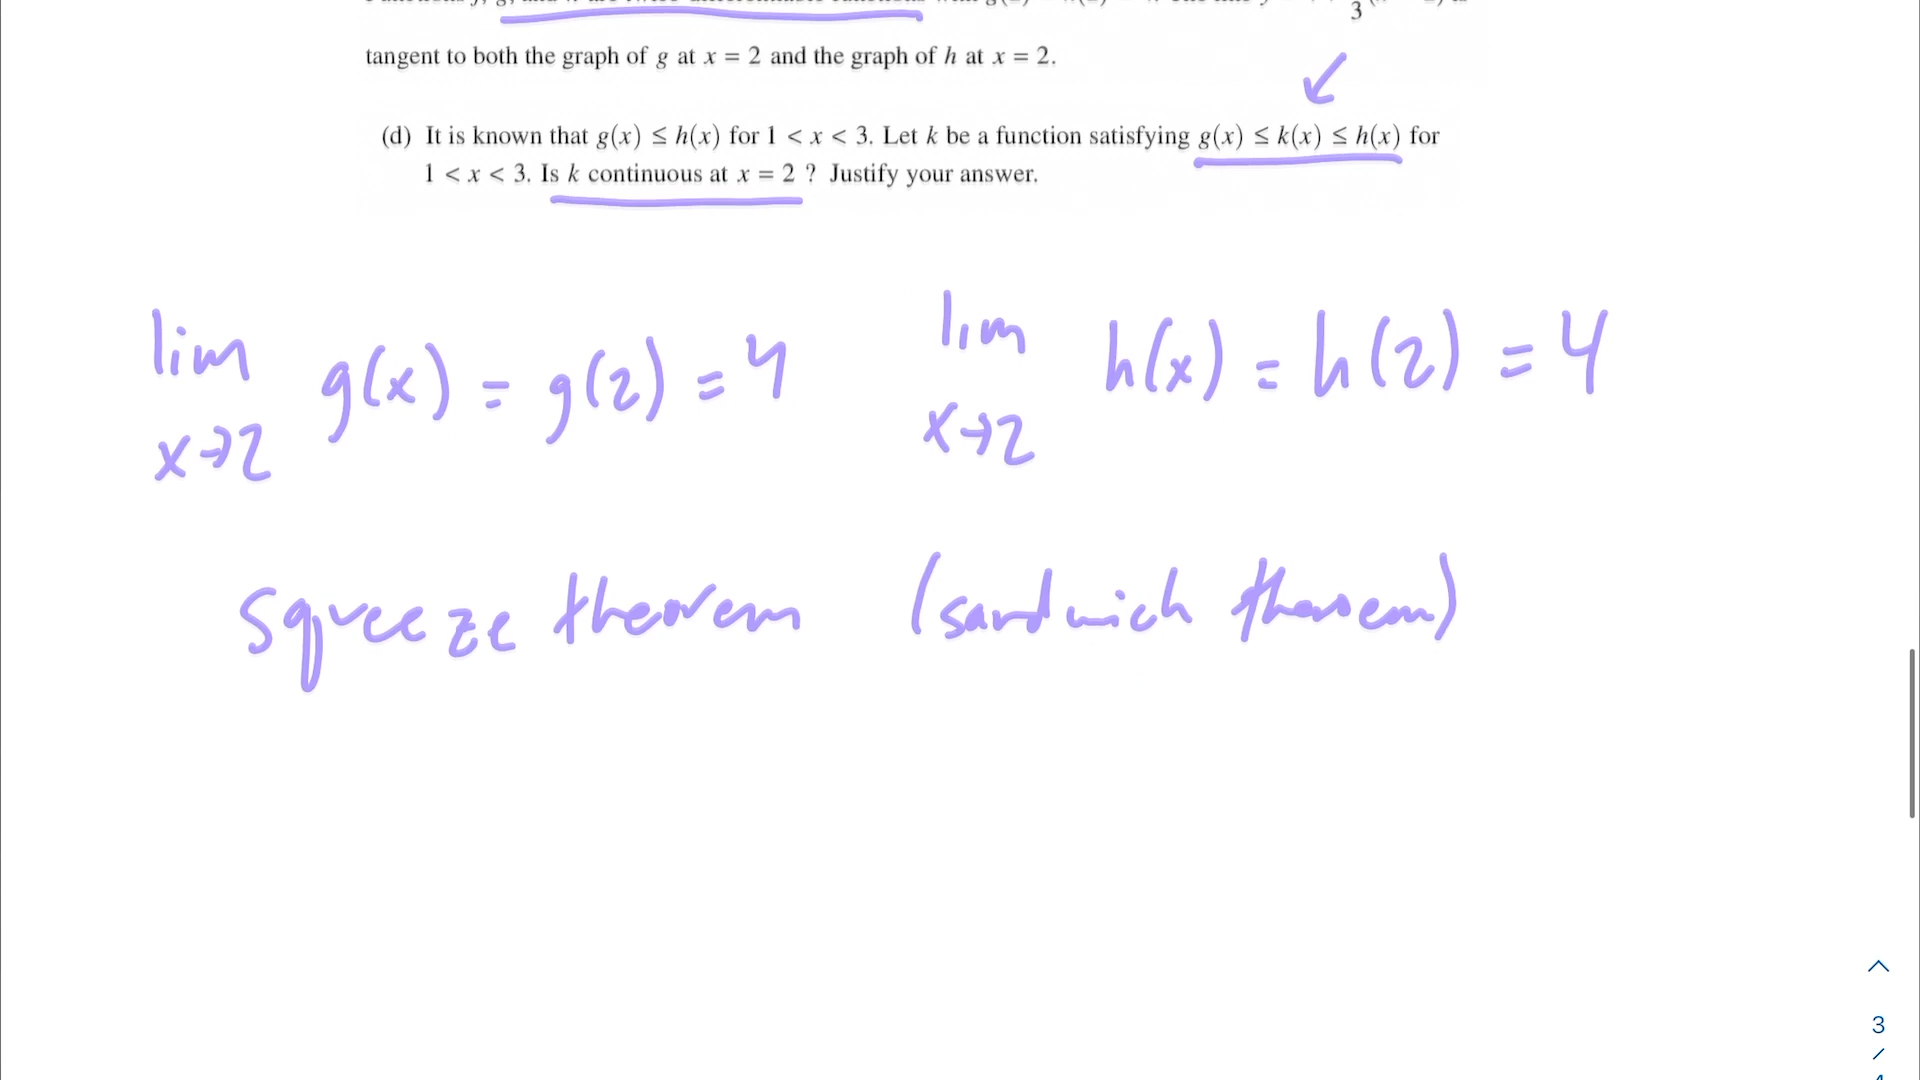 3
tangent to both the graph of g at x = 2 and the graph of h at x = 2.
(d) It is known that g(x) ≤ h(x) for 1 < x < 3. Let k be a function satisfying g(x) ≤ k(x) ≤ h(x) for
1 < x < 3. Is k continuous at x = 2 ? Justify your answer.
lim g(x) = g(2) = 4
x→2
lim h(x) = h(2) = 4
x→2
squeeze theorem (sandwich theorem)
3
/